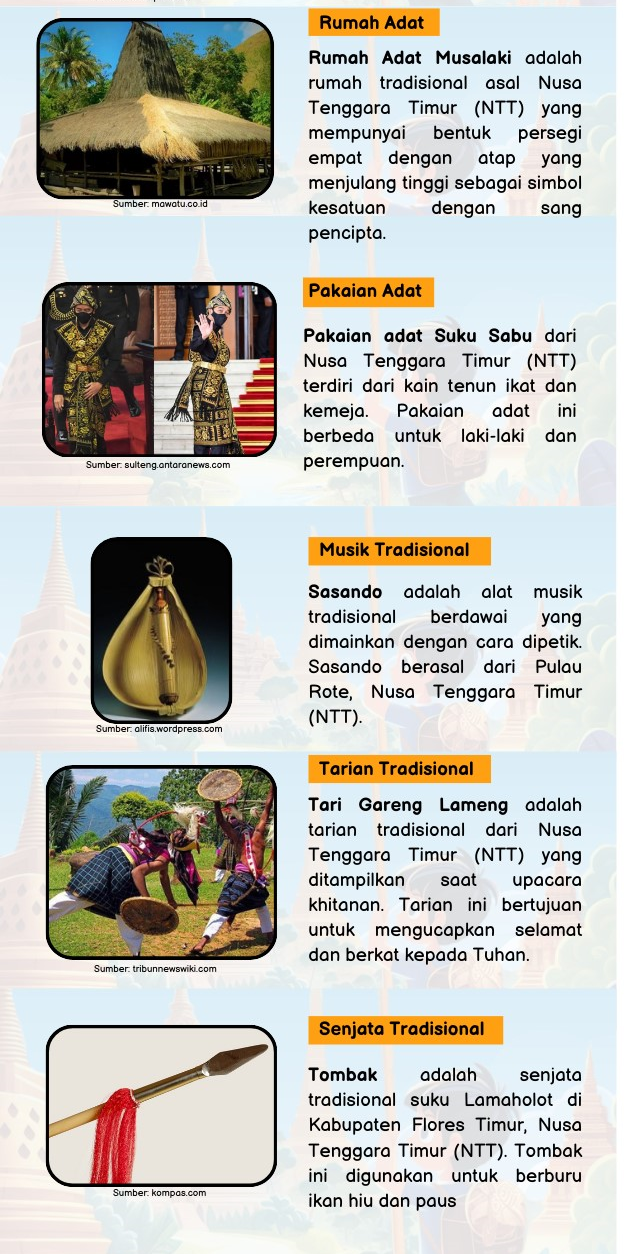 Rumah Adat
Rumah Adat Musalaki adalah
rumah tradisional asal Nusa
Tenggara Timur (NTT) yang
mempunyai bentuk persegi
empat dengan atap yang
menjulang tinggi sebagai simbol
kesatuan dengan sang
pencipta.
Sumber: mawatu.co.id
Pakaian Adat
Pakaian adat Suku Sabu dari
Nusa Tenggara Timur (NTT)
terdiri dari kain tenun ikat dan
kemeja. Pakaian adat ini
berbeda untuk laki-laki dan
perempuan.
Sumber: sulteng.antaranews.com
Musik Tradisional
Sasando adalah alat musik
tradisional berdawai yang
dimainkan dengan cara dipetik.
Sasando berasal dari Pulau
Rote, Nusa Tenggara Timur
(NTT).
Sumber: alifis.wordpress.com
Tarian Tradisional
Tari Gareng Lameng adalah
tarian tradisional dari Nusa
Tenggara Timur (NTT) yang
ditampilkan saat upacara
khitanan. Tarian ini bertujuan
untuk mengucapkan selamat
dan berkat kepada Tuhan.
Sumber: tribunnewswiki.com
Senjata Tradisional
Tombak adalah senjata
tradisional suku Lamaholot di
Kabupaten Flores Timur, Nusa
Tenggara Timur (NTT). Tombak
ini digunakan untuk berburu
ikan hiu dan paus
Sumber: kompas.com